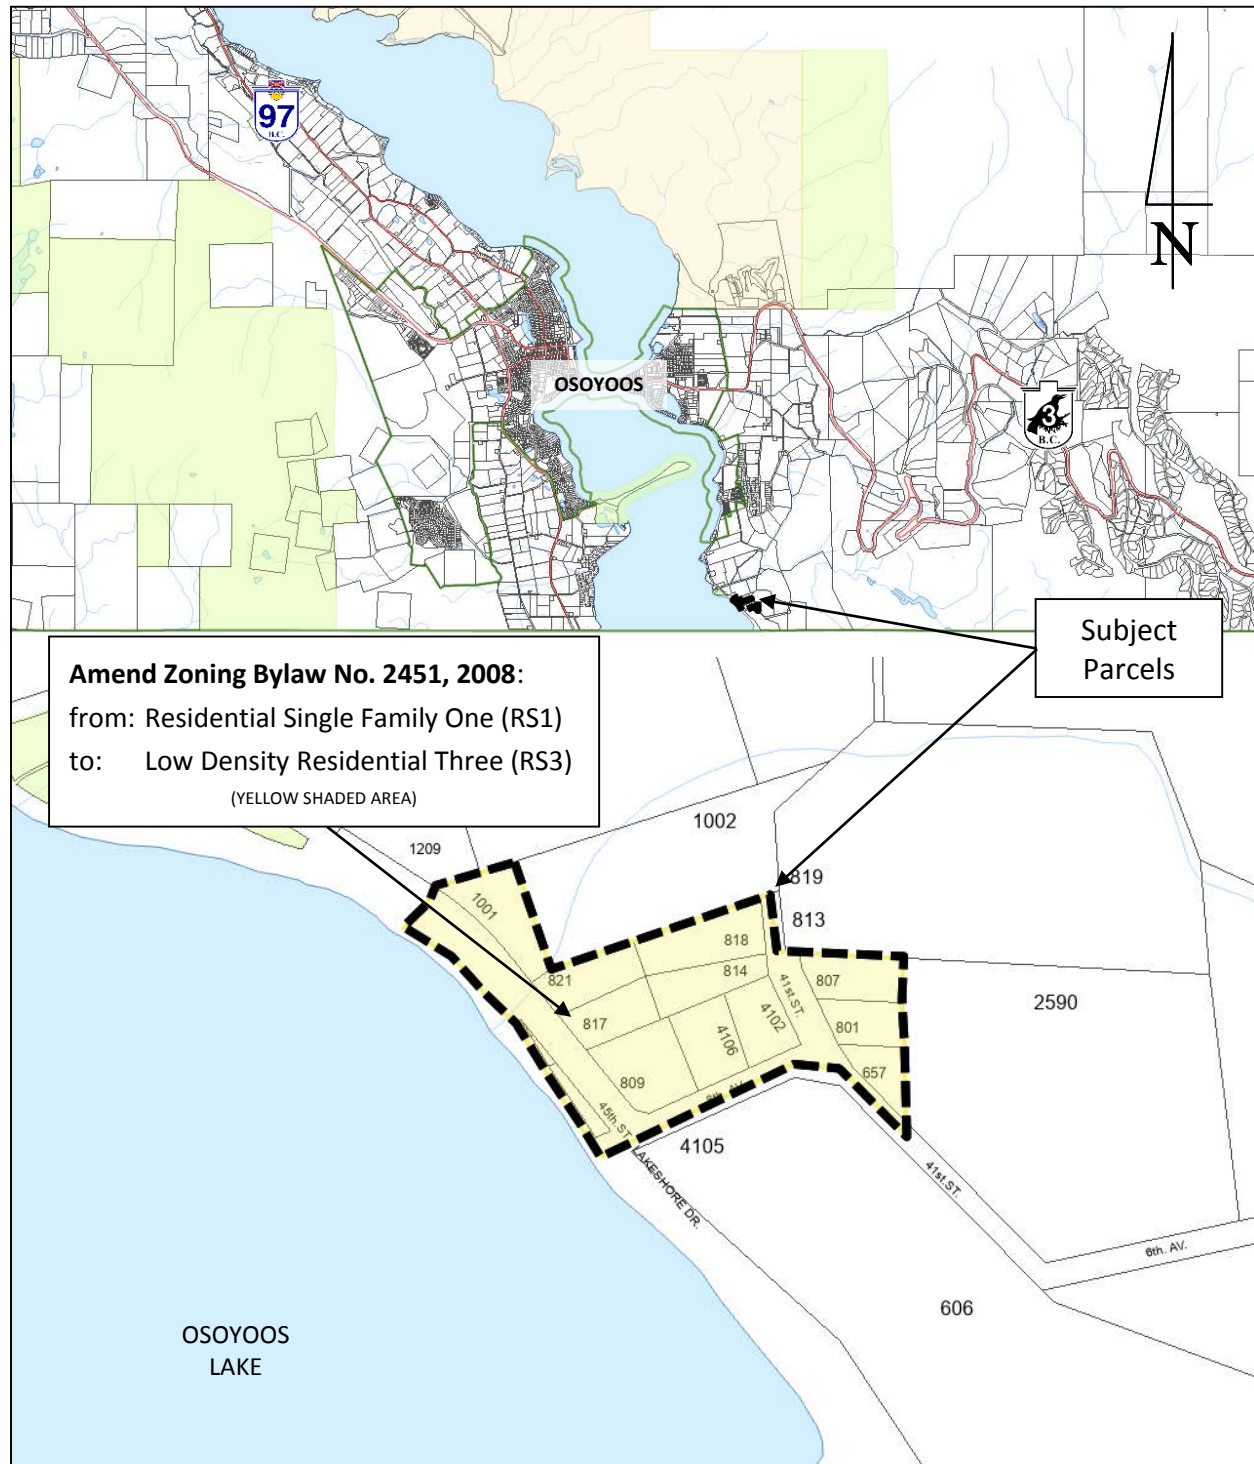 97
B.C.
N
OSOYOOS
3
B.C.
Subject
Parcels
Amend Zoning Bylaw No. 2451, 2008:
from: Residential Single Family One (RS1)
to: Low Density Residential Three (RS3)
(YELLOW SHADED AREA)
1002
1209
819
1001
813
818
821
814
807
41st. ST.
2590
817
4102
801
4106
657
809
8th. AV.
45th. ST.
4105
LAKESHORE DR.
41st. ST.
6th. AV.
606
OSOYOOS
LAKE